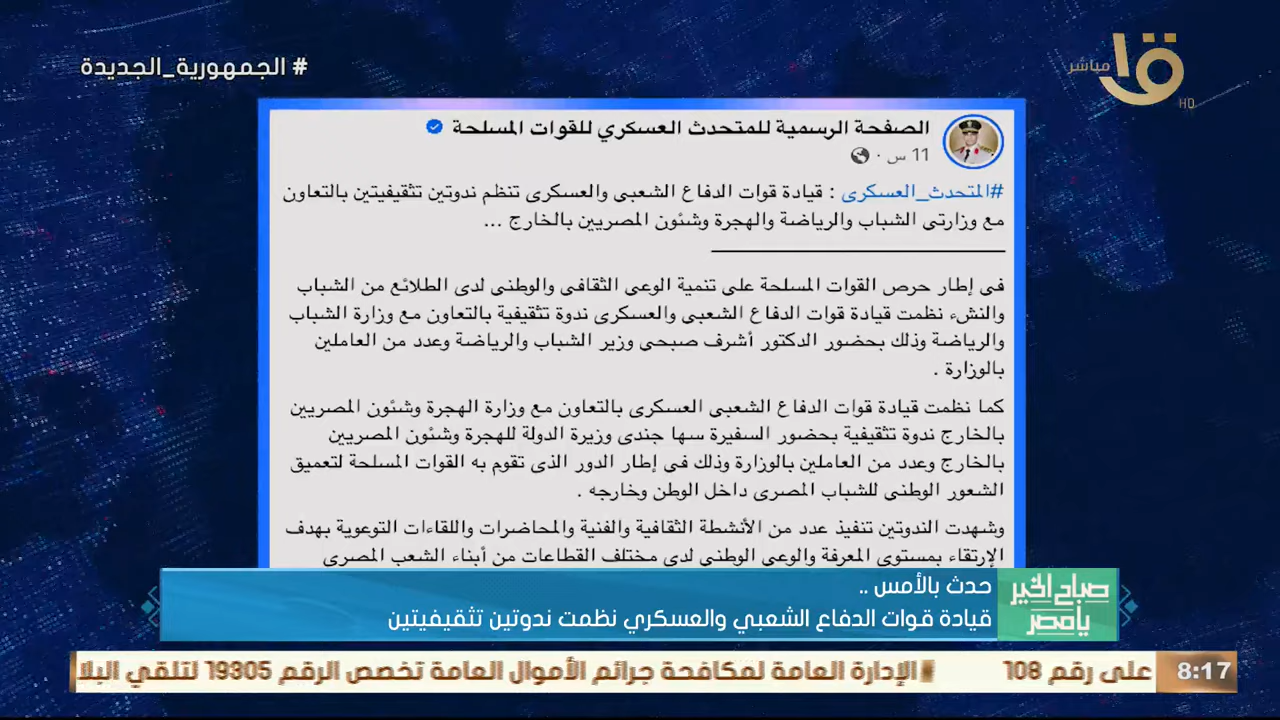 # الجمهورية_الجديدة
مباشر
HD
الصفحة الرسمية للمتحدث العسكري للقوات المسلحة
11 س ·
#المتحدث_العسكرى : قيادة قوات الدفاع الشعبى والعسكرى تنظم ندوتين تثقيفيتين بالتعاون
مع وزارتى الشباب والرياضة والهجرة وشئون المصريين بالخارج ...
فى إطار حرص القوات المسلحة على تنمية الوعى الثقافى والوطنى لدى الطلائع من الشباب
والنشء نظمت قيادة قوات الدفاع الشعبى والعسكرى ندوة تثقيفية بالتعاون مع وزارة الشباب
والرياضة وذلك بحضور الدكتور أشرف صبحى وزير الشباب والرياضة وعدد من العاملين
بالوزارة .
كما نظمت قيادة قوات الدفاع الشعبى العسكرى بالتعاون مع وزارة الهجرة وشئون المصريين
بالخارج ندوة تثقيفية بحضور السفيرة سها جندى وزيرة الدولة للهجرة وشئون المصريين
بالخارج وعدد من العاملين بالوزارة وذلك فى إطار الدور الذى تقوم به القوات المسلحة لتعميق
الشعور الوطنى للشباب المصرى داخل الوطن وخارجه .
وشهدت الندوتين تنفيذ عدد من الأنشطة الثقافية والفنية والمحاضرات واللقاءات التوعوية بهدف
الإرتقاء بمستوى المعرفة والوعى الوطنى لدى مختلف القطاعات من أبناء الشعب المصرى
صباح الخير
يا مصر
حدث بالأمس ..
قيادة قوات الدفاع الشعبي والعسكري نظمت ندوتين تثقيفيتين
8:17
على رقم 108 #الإدارة العامة لمكافحة جرائم الأموال العامة تخصص الرقم 19305 لتلقي البلا